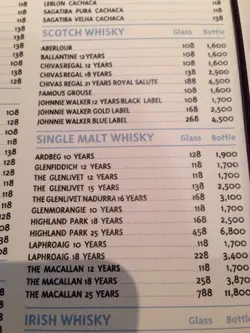 LEBLON CACHACA 118
SAGATIBA PURA CACHACA 118
SAGATIBA VELHA CACHACA 138
SCOTCH WHISKY Glass Bottle
ABERLOUR 108 1,600
BALLANTINE 12 YEARS 108 1,600
CHIVAS REGAL 12 YEARS 108 1,600
CHIVAS REGAL 18 YEARS 138 2,500
CHIVAS REGAL 21 YEARS ROYAL SALUTE 188 4,500
FAMOUS GROUSE 108 1,600
JOHNNIE WALKER 12 YEARS BLACK LABEL 108 1,700
JOHNNIE WALKER GOLD LABEL 168 2,500
JOHNNIE WALKER BLUE LABEL 268 4,500
SINGLE MALT WHISKY Glass Bottle
ARDBEG 10 YEARS 128 1,900
GLENFIDDICH 12 YEARS 118 1,700
THE GLENLIVET 12 YEARS 118 1,700
THE GLENLIVET 15 YEARS 138 2,500
THE GLENLIVET NADURRA 16 YEARS 168 3,100
GLENMORANGIE 10 YEARS 118 1,700
HIGHLAND PARK 18 YEARS 168 2,500
HIGHLAND PARK 25 YEARS 458 6,800
LAPHROAIG 10 YEARS 118 1,700
LAPHROAIG 18 YEARS 228 3,400
THE MACALLAN 12 YEARS 118 1,700
THE MACALLAN 18 YEARS 258 3,870
THE MACALLAN 25 YEARS 788 11,800
IRISH WHISKY Glass Bottle